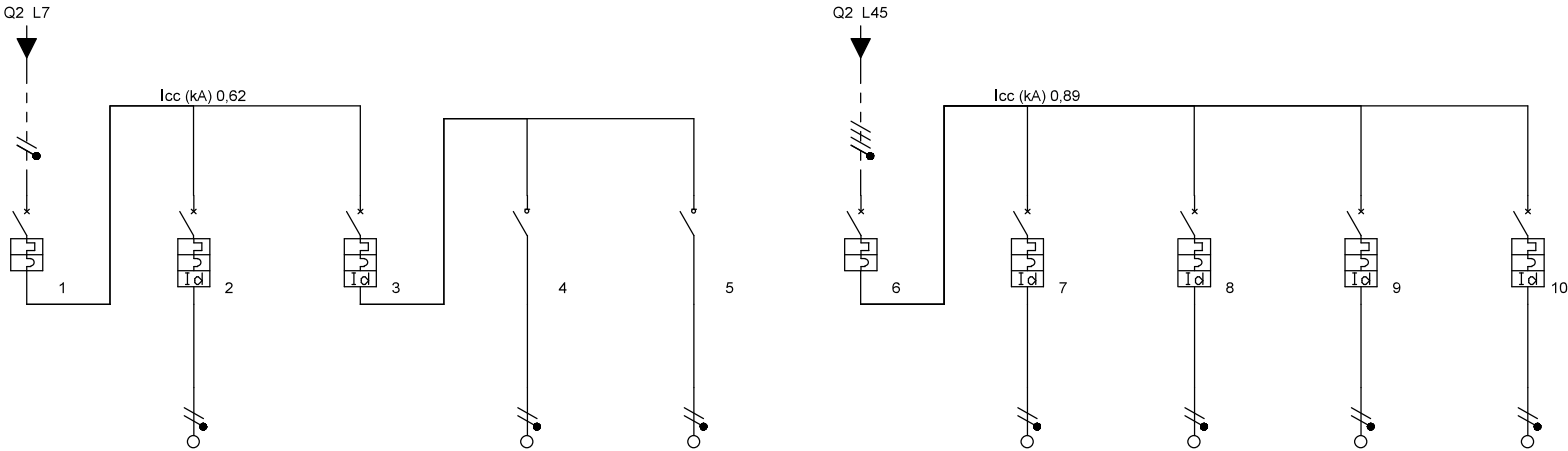 Q2 L7
Q2 L45
Icc (kA) 0,62
Icc (kA) 0,89
Id
Id
Id
Id
Id
Id
1
2
3
4
5
6
7
8
9
10